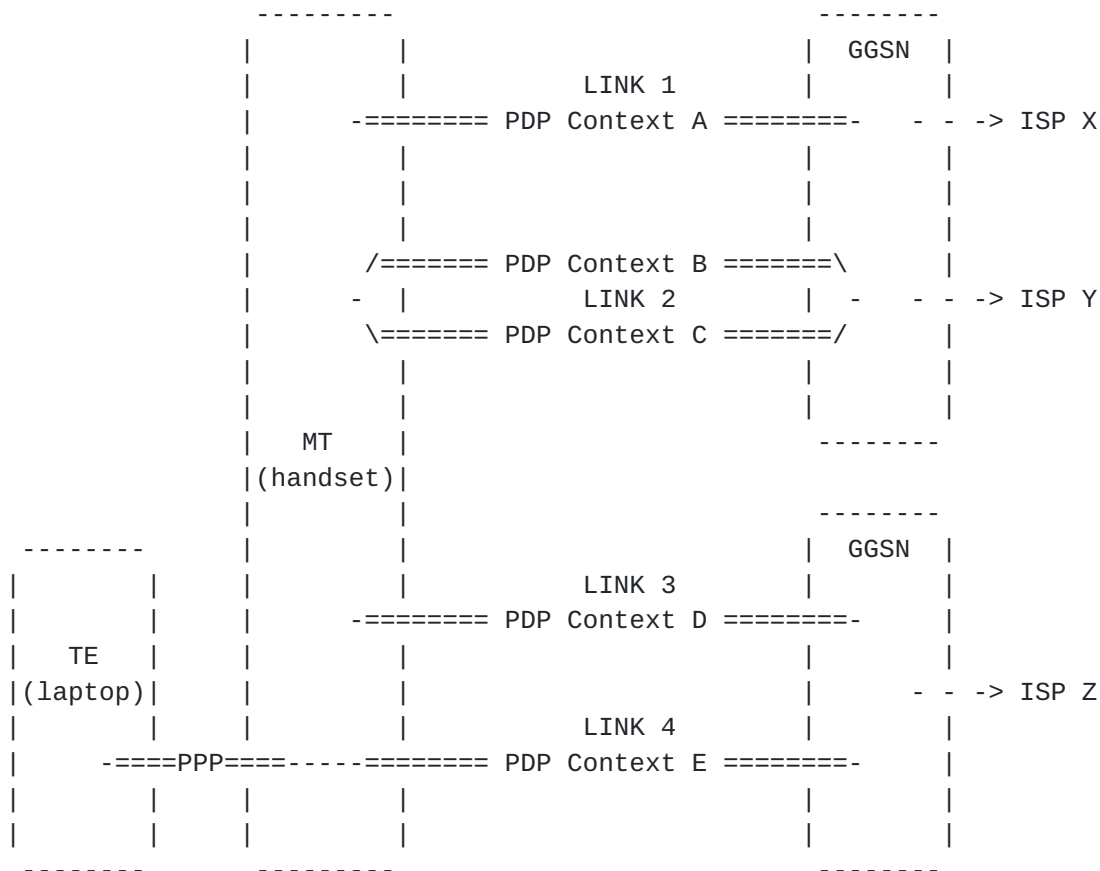 GGSN
LINK 1
PDP Context A - - -> ISP X
PDP Context B
LINK 2 - - -> ISP Y
PDP Context C
MT
(handset)
GGSN
LINK 3
PDP Context D
TE
(laptop) - - -> ISP Z
LINK 4
PPP PDP Context E